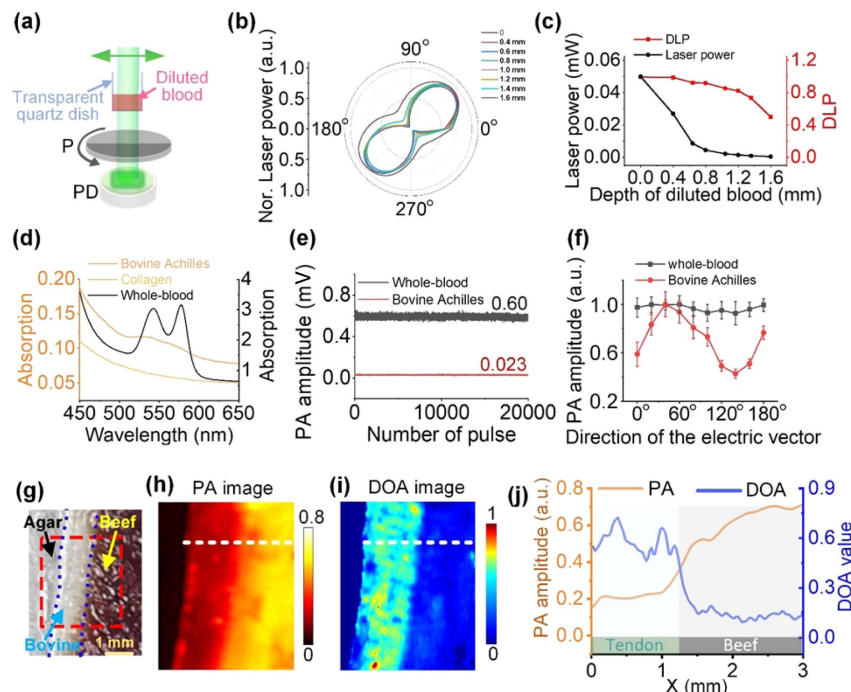 (a)
Transparent
quartz dish
Diluted
blood
P
PD
(b)
Nor. Laser power (a.u.)
1.0
0.5
0.0
0.5
1.0
90°
180°
0°
270°
0
0.4 mm
0.6 mm
0.8 mm
1.0 mm
1.2 mm
1.4 mm
1.6 mm
(c)
DLP
Laser power
Laser power (mW)
0.06
0.04
0.02
0.00
1.2
0.8
0.4
0.0
DLP
0.0 0.4 0.8 1.2 1.6
Depth of diluted blood (mm)
(d)
Bovine Achilles
Collagen
Whole-blood
Absorption
0.20
0.15
0.10
0.05
4
3
2
1
Absorption
450 500 550 600 650
Wavelength (nm)
(e)
Whole-blood
Bovine Achilles
0.60
0.023
PA amplitude (mV)
1.2
0.6
0.0
0 10000 20000
Number of pulse
(f)
whole-blood
Bovine Achilles
PA amplitude (a.u.)
1.0
0.6
0.2
0° 60° 120° 180°
Direction of the electric vector
(g)
Agar
Beef
Bovine
1 mm
(h)
PA image
0.8
0
(i)
DOA image
1
0
(j)
PA
DOA
PA amplitude (a.u.)
0.8
0.6
0.4
0.2
0.0
0.9
0.6
0.3
0.0
DOA value
Tendon
Beef
0 1 2 3
X (mm)